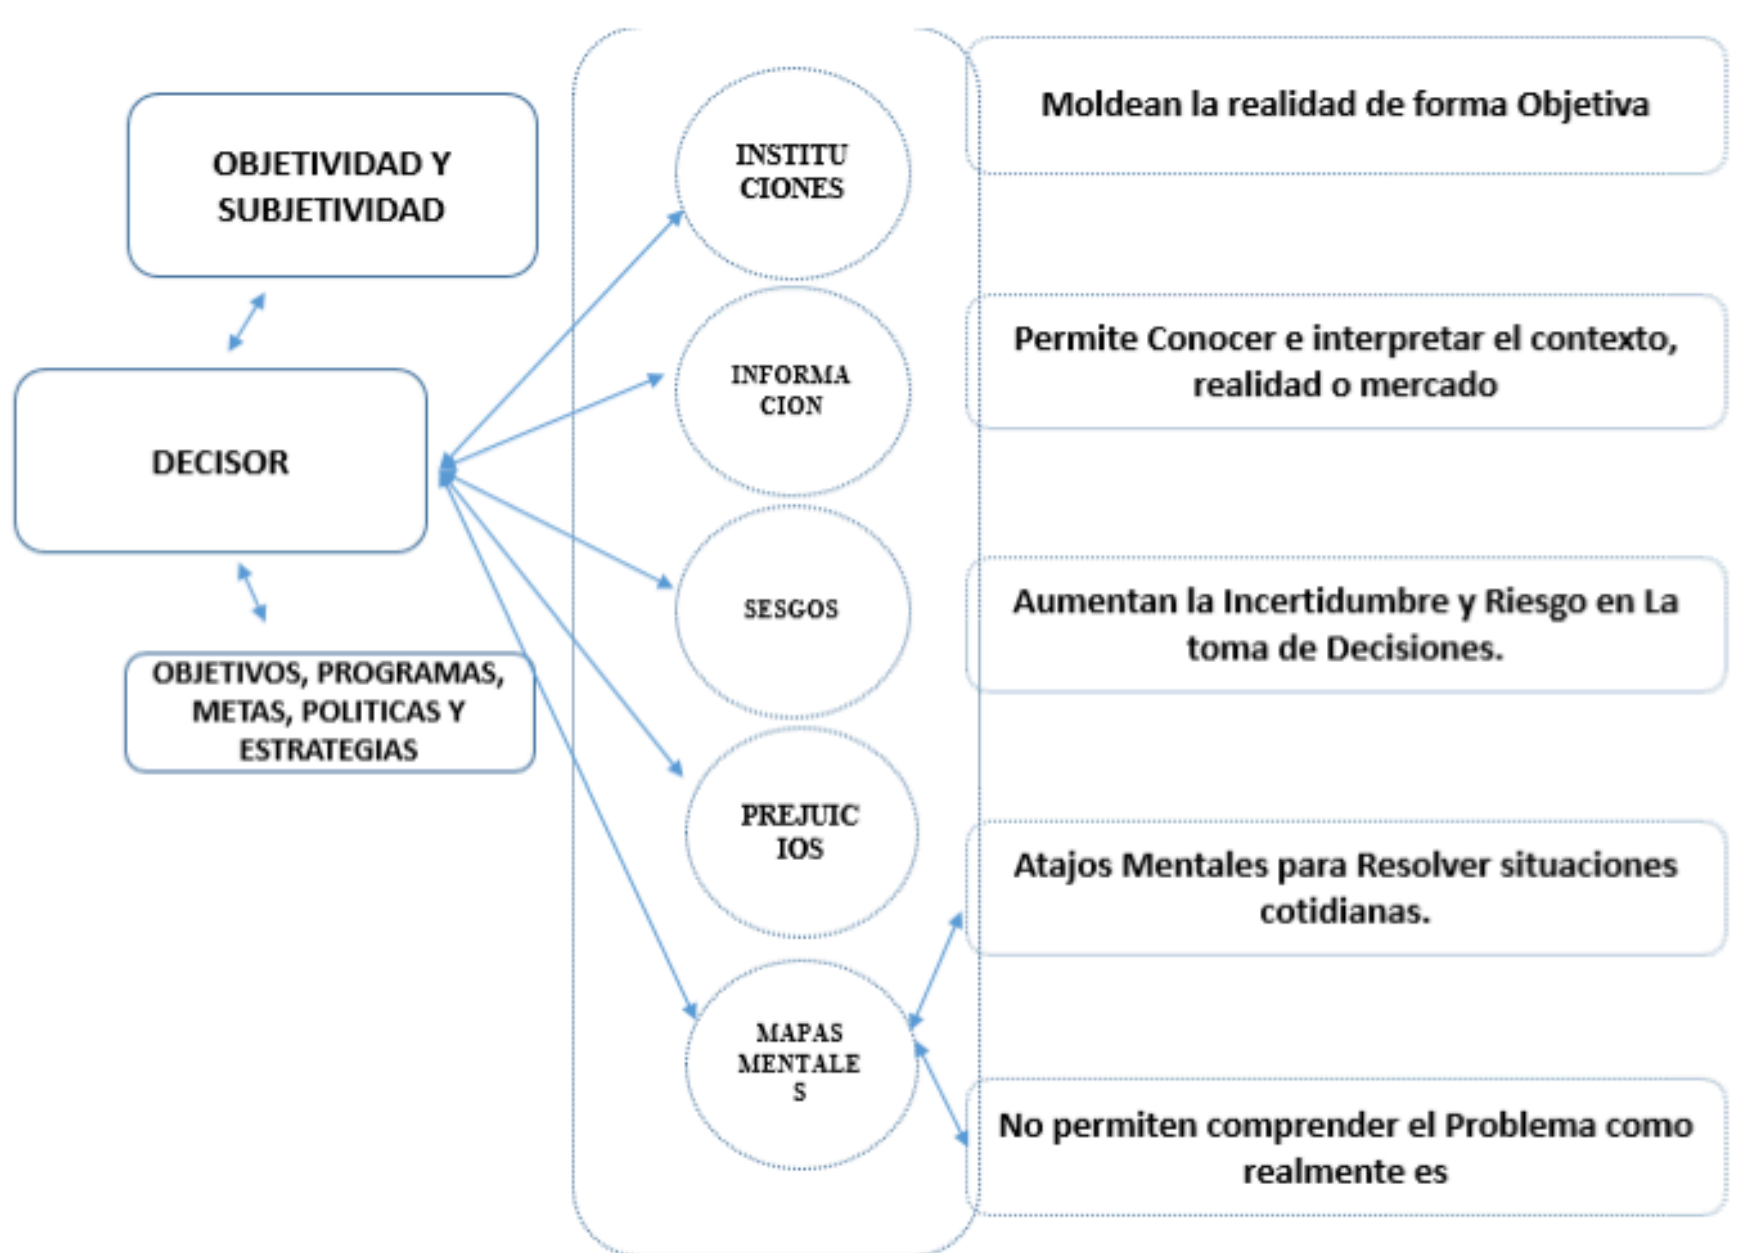 OBJETIVIDAD Y
SUBJETIVIDAD
DECISOR
OBJETIVOS, PROGRAMAS,
METAS, POLITICAS Y
ESTRATEGIAS
INSTITU
CIONES
INFORMA
CION
SESGOS
PREJUIC
IOS
MAPAS
MENTALE
S
Moldean la realidad de forma Objetiva
Permite Conocer e interpretar el contexto,
realidad o mercado
Aumentan la Incertidumbre y Riesgo en La
toma de Decisiones.
Atajos Mentales para Resolver situaciones
cotidianas.
No permiten comprender el Problema como
realmente es